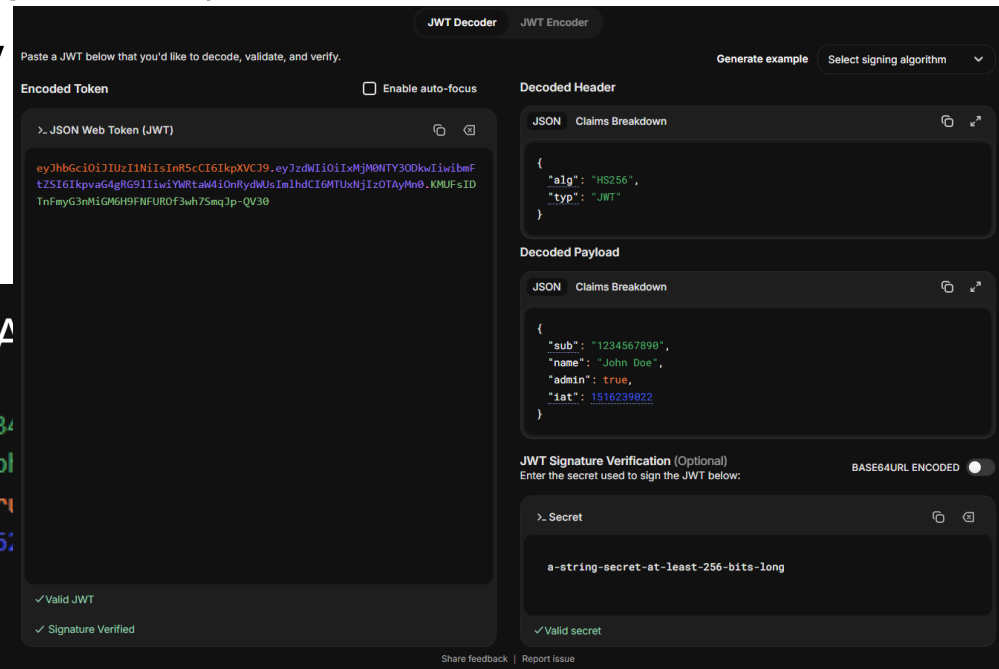 JWT Decoder JWT Encoder
Paste a JWT below that you'd like to decode, validate, and verify.
Generate example Select signing algorithm
Encoded Token
Enable auto-focus
>_ JSON Web Token (JWT)
eyJhbGciOiJIUzI1NiIsInR5cCI6IkpXVCJ9.eyJzdWIiOiIxMjM0NTY3ODkwIiwibmF
tZSI6IkpvaG4gRG9lIiwiYWRtaW4iOnRydWUsImlhdCI6MTUxNjIzOTAyMn0.KMUFsID
TnFmyG3nMiGM6H9FNFUROf3wh7SmqJp-QV30
✓Valid JWT
✓ Signature Verified
Decoded Header
JSON Claims Breakdown
{
"alg": "HS256",
"typ": "JWT"
}
Decoded Payload
JSON Claims Breakdown
{
"sub": "1234567890",
"name": "John Doe",
"admin": true,
"iat": 1516239022
}
JWT Signature Verification (Optional)
Enter the secret used to sign the JWT below:
BASE64URL ENCODED
>_ Secret
a-string-secret-at-least-256-bits-long
✓Valid secret
Share feedback | Report issue